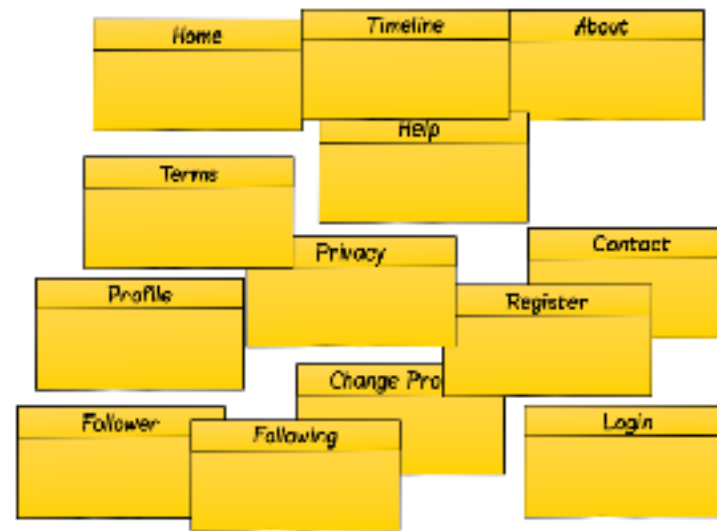 Home
Timeline
About
Help
Terms
Privacy
Contact
Profile
Register
Change Pro
Follower
Following
Login